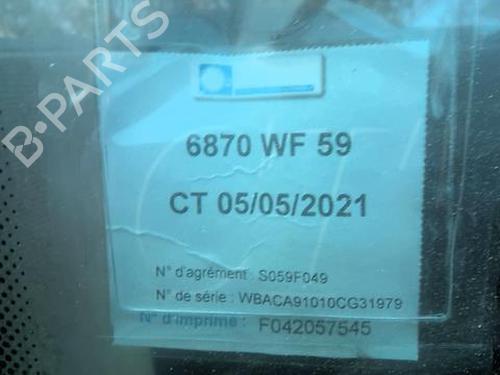 B-PARTS
6870 WF 59
CT 05/05/2021
N° d'agrément : S059F049
N° de série : WBACA91010CG31979
N° d'imprimé : F042057545